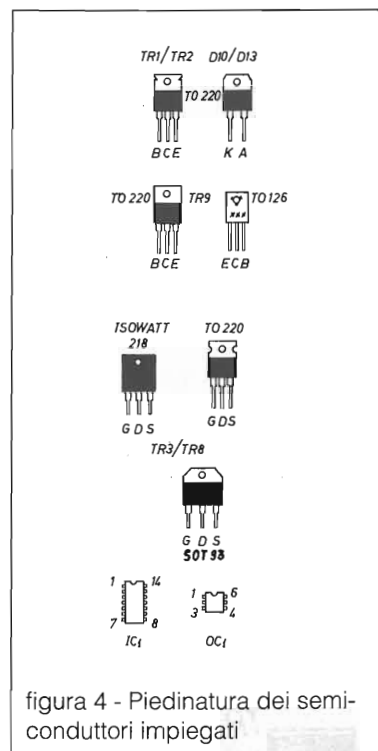 TR1/TR2 D10/D13
TO 220
BCE K A
TO 220 TR9 TO 126
BCE ECB
ISOWATT TO 220
218
G D S GDS
TR3/TR8
G D S
SOT 93
1 14 1 6
7 8 3 4
IC1 OC1
figura 4 - Piedinatura dei semi-
conduttori impiegati